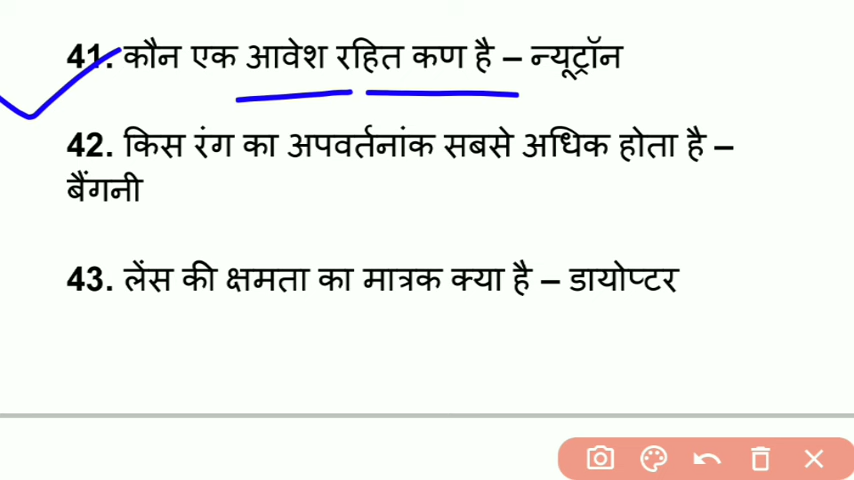 41. कौन एक आवेश रहित कण है – न्यूट्रॉन
42. किस रंग का अपवर्तनांक सबसे अधिक होता है –
बैंगनी
43. लेंस की क्षमता का मात्रक क्या है – डायोप्टर